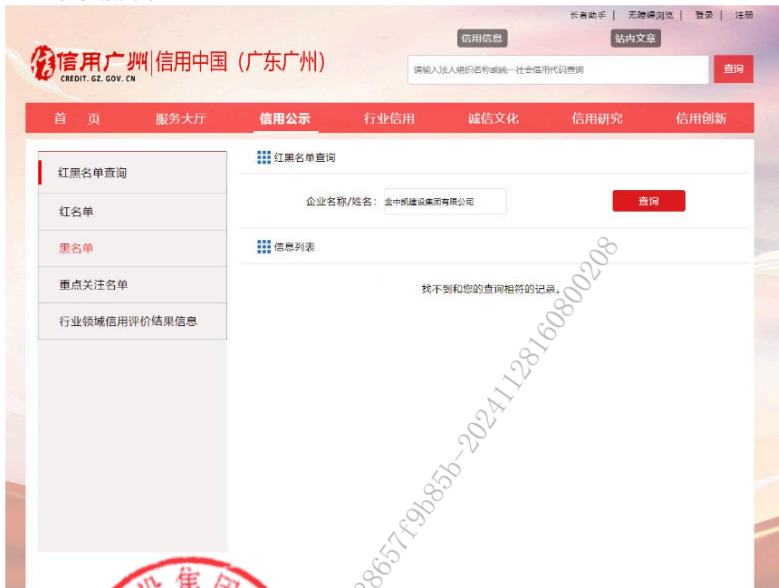 长者助手 | 无障碍浏览 | 登录 | 注册
信用信息 站内文章
信用广州 信用中国（广东广州）
CREDIT. GZ. GOV. CN
请输入法人组织名称或统一社会信用代码查询 查询
首 页 服务大厅 信用公示 行业信用 诚信文化 信用研究 信用创新
红黑名单查询
红名单
黑名单
重点关注名单
行业领域信用评价结果信息
红黑名单查询
企业名称/姓名： 金中凯建设集团有限公司 查询
信息列表
找不到和您的查询相符的记录。
28657f9b85b-20241128160800208
设集团